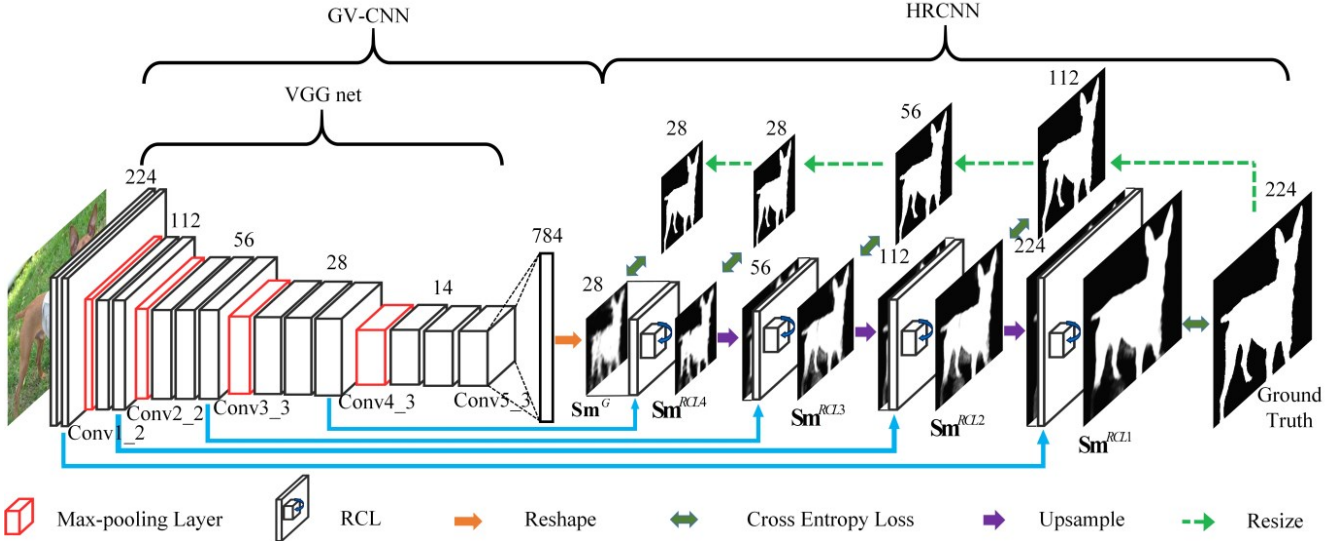 GV-CNN
HRCNN
VGG net
112
56
28
28
224
224
112
56
28
14
784
28
56
112
224
Conv1_2
Conv2_2
Conv3_3
Conv4_3
Conv5_3
Sm^G
Sm^RCL4
Sm^RCL3
Sm^RCL2
Sm^RCL1
Ground
Truth
Max-pooling Layer
RCL
Reshape
Cross Entropy Loss
Upsample
Resize